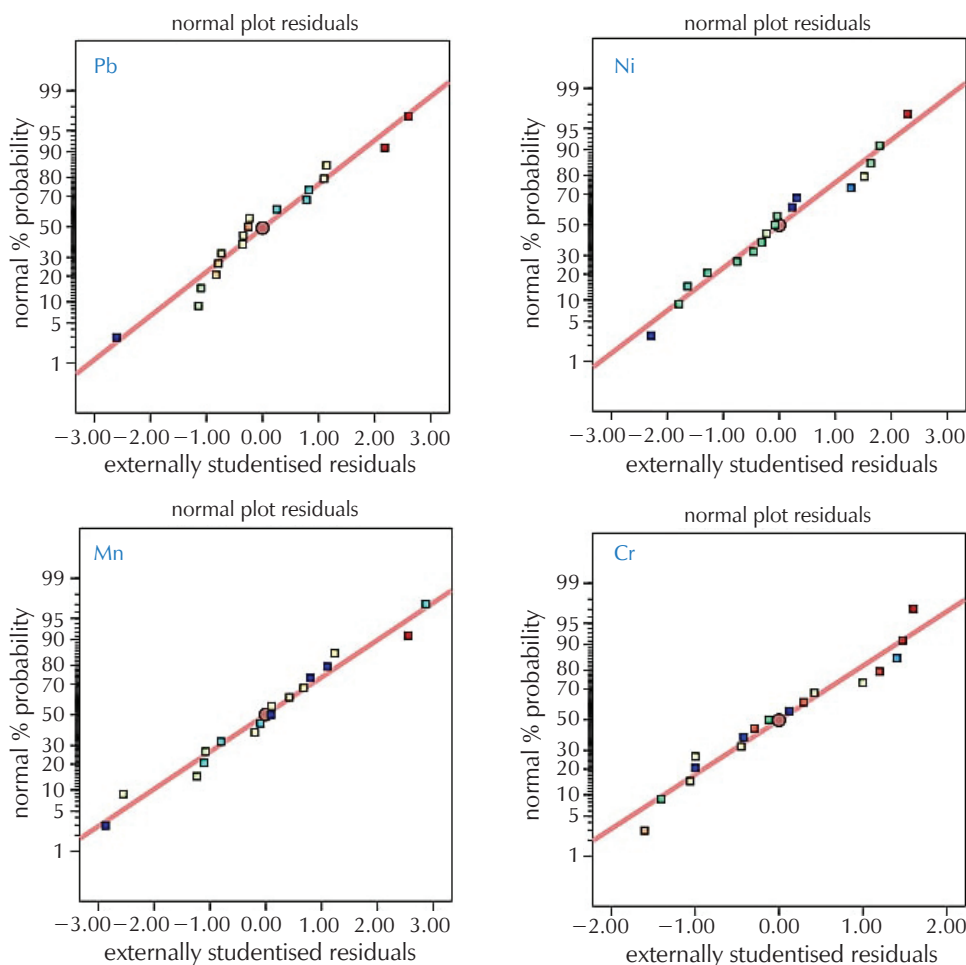 normal plot residuals
Pb
99
95
90
80
70
50
30
20
10
5
1
normal % probability
−3.00 −2.00 −1.00 0.00 1.00 2.00 3.00
externally studentised residuals
normal plot residuals
Ni
99
95
90
80
70
50
30
20
10
5
1
normal % probability
−3.00 −2.00 −1.00 0.00 1.00 2.00 3.00
externally studentised residuals
normal plot residuals
Mn
99
95
90
80
70
50
30
20
10
5
1
normal % probability
−3.00 −2.00 −1.00 0.00 1.00 2.00 3.00
externally studentised residuals
normal plot residuals
Cr
99
95
90
80
70
50
30
20
10
5
1
normal % probability
−2.00 −1.00 0.00 1.00 2.00
externally studentised residuals